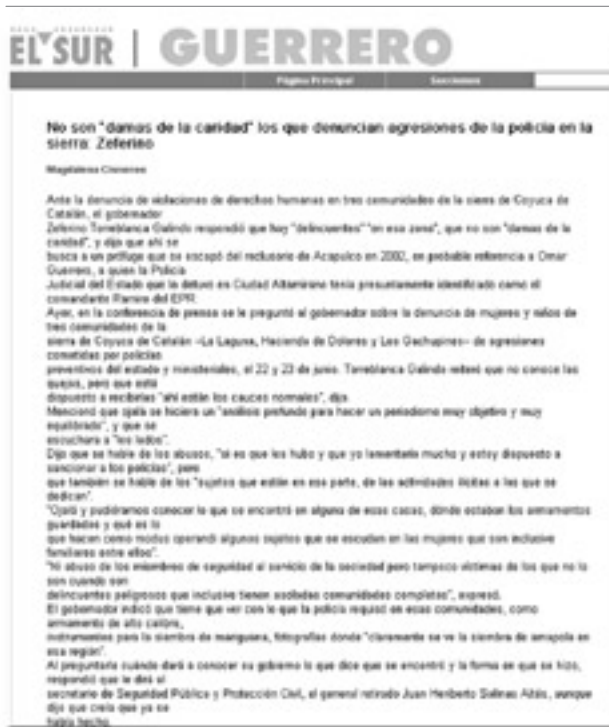 EL SUR | GUERRERO
Página Principal Secciones
No son "damas de la caridad" los que denuncian agresiones de la policía en la
sierra: Zeferino
Magdalena Cisneros
Ante la denuncia de violaciones de derechos humanos en tres comunidades de la sierra de Coyuca de
Catalán, el gobernador
Zeferino Torreblanca Galindo respondió que hay "delincuentes" "en esa zona", que no son "damas de la
caridad", y dijo que ahí se
busca a un prófugo que se escapó del reclusorio de Acapulco en 2002, en probable referencia a Omar
Guerrero, a quien la Policía
Judicial del Estado que lo detuvo en Ciudad Altamirano tenía presuntamente identificado como el
comandante Ramiro del EPR.
Ayer, en la conferencia de prensa se le preguntó al gobernador sobre la denuncia de mujeres y niños de
tres comunidades de la
sierra de Coyuca de Catalán –La Laguna, Hacienda de Dolores y Los Gachupines– de agresiones
cometidas por policías
preventivos del estado y ministeriales, el 22 y 23 de junio. Torreblanca Galindo reiteró que no conoce las
quejas, pero que está
dispuesto a recibirlas "ahí están los cauces normales", dijo.
Mencionó que ojalá se hiciera un "análisis profundo para hacer un periodismo muy objetivo y muy
equilibrado", y que se
escuchara a "los lados".
Dijo que se hable de los abusos, "si es que los hubo y que yo lamentaría mucho y estoy dispuesto a
sancionar a los policías", pero
que también se hable de los "sujetos que están en esa parte, de las actividades ilícitas a las que se
dedican".
"Ojalá y pudiéramos conocer lo que se encontró en alguna de esas casas, dónde estaban los armamentos
guardados y qué es lo
que hacen como modus operandi algunos sujetos que se escudan en las mujeres que son inclusive
familiares entre ellos".
"Ni abuso de los miembros de seguridad al servicio de la sociedad pero tampoco víctimas de los que no lo
son cuando son
delincuentes peligrosos que inclusive tienen asoladas comunidades completas", expresó.
El gobernador indicó que tiene que ver con lo que la policía requisó en esas comunidades, como
armamento de alto calibre,
instrumentos para la siembra de mariguana, fotografías donde "claramente se ve la siembra de amapola en
esa región".
Al preguntarle cuándo dará a conocer su gobierno lo que dice que se encontró y la forma en que se hizo,
respondió que le dirá al
secretario de Seguridad Pública y Protección Civil, el general retirado Juan Heriberto Salinas Altés, aunque
dijo que creía que ya se
había hecho.